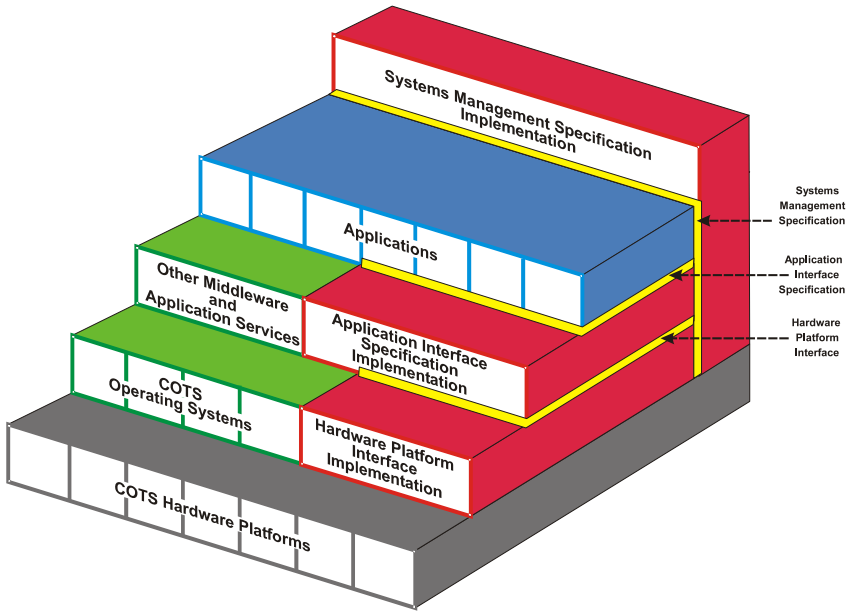 Systems Management Specification
Implementation
Systems
Management
Specification
Applications
Application
Interface
Specification
Other Middleware
and
Application Services
Application Interface
Specification
Implementation
Hardware
Platform
Interface
COTS
Operating Systems
Hardware Platform
Interface
Implementation
COTS Hardware Platforms